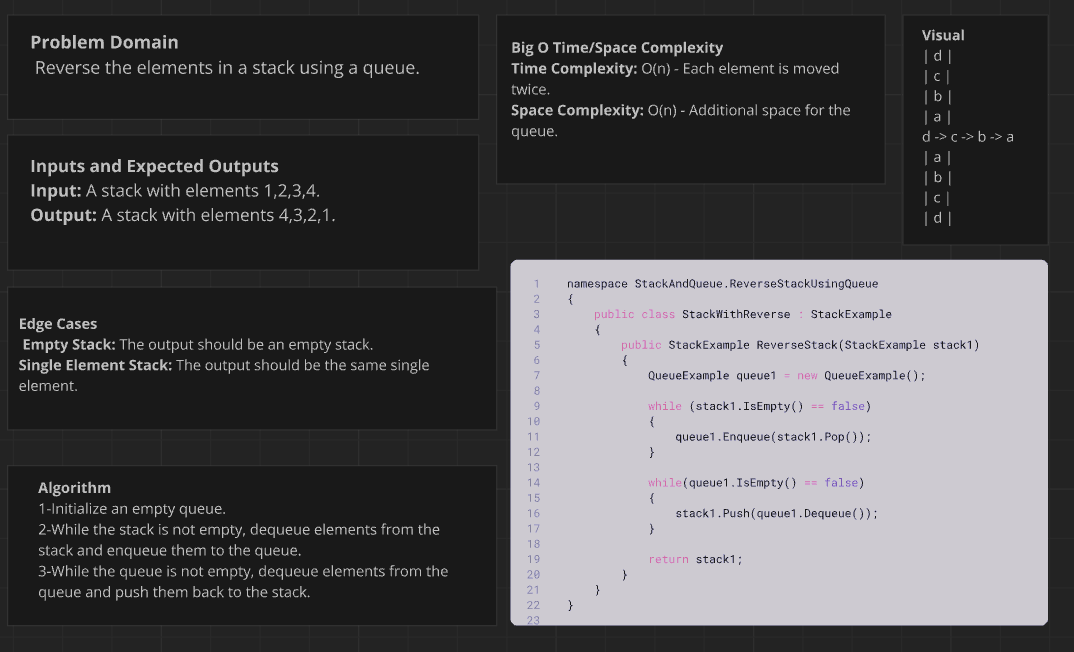 Problem Domain
Reverse the elements in a stack using a queue.
Inputs and Expected Outputs
Input: A stack with elements 1,2,3,4.
Output: A stack with elements 4,3,2,1.
Edge Cases
Empty Stack: The output should be an empty stack.
Single Element Stack: The output should be the same single
element.
Algorithm
1-Initialize an empty queue.
2-While the stack is not empty, dequeue elements from the
stack and enqueue them to the queue.
3-While the queue is not empty, dequeue elements from the
queue and push them back to the stack.
Big O Time/Space Complexity
Time Complexity: O(n) - Each element is moved
twice.
Space Complexity: O(n) - Additional space for the
queue.
Visual
| d |
| c |
| b |
| a |
d -> c -> b -> a
| a |
| b |
| c |
| d |
1 namespace StackAndQueue.ReverseStackUsingQueue
2 {
3 public class StackWithReverse : StackExample
4 {
5 public StackExample ReverseStack(StackExample stack1)
6 {
7 QueueExample queue1 = new QueueExample();
8
9 while (stack1.IsEmpty() == false)
10 {
11 queue1.Enqueue(stack1.Pop());
12 }
13
14 while(queue1.IsEmpty() == false)
15 {
16 stack1.Push(queue1.Dequeue());
17 }
18
19 return stack1;
20 }
21 }
22 }
23